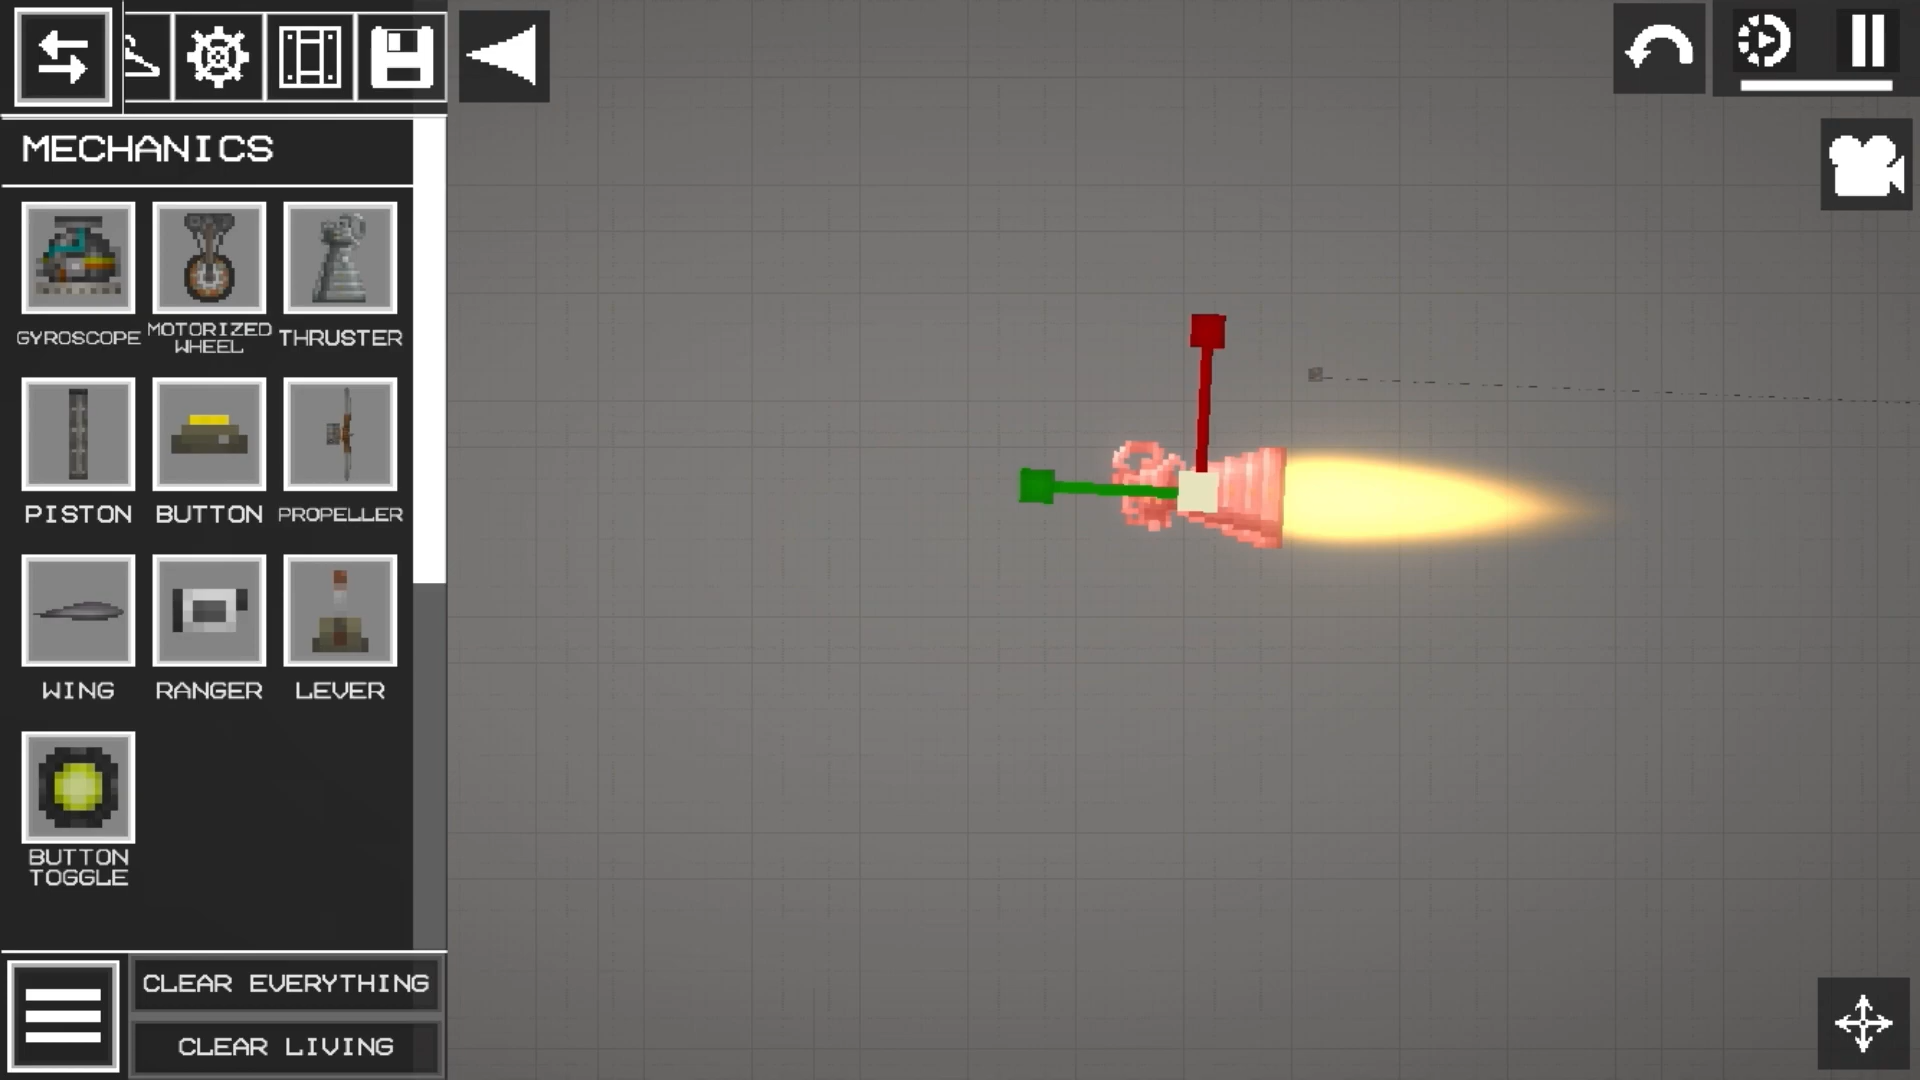 MECHANICS
GYROSCOPE
MOTORIZED
WHEEL
THRUSTER
PISTON
BUTTON
PROPELLER
WING
RANGER
LEVER
BUTTON
TOGGLE
CLEAR EVERYTHING
CLEAR LIVING